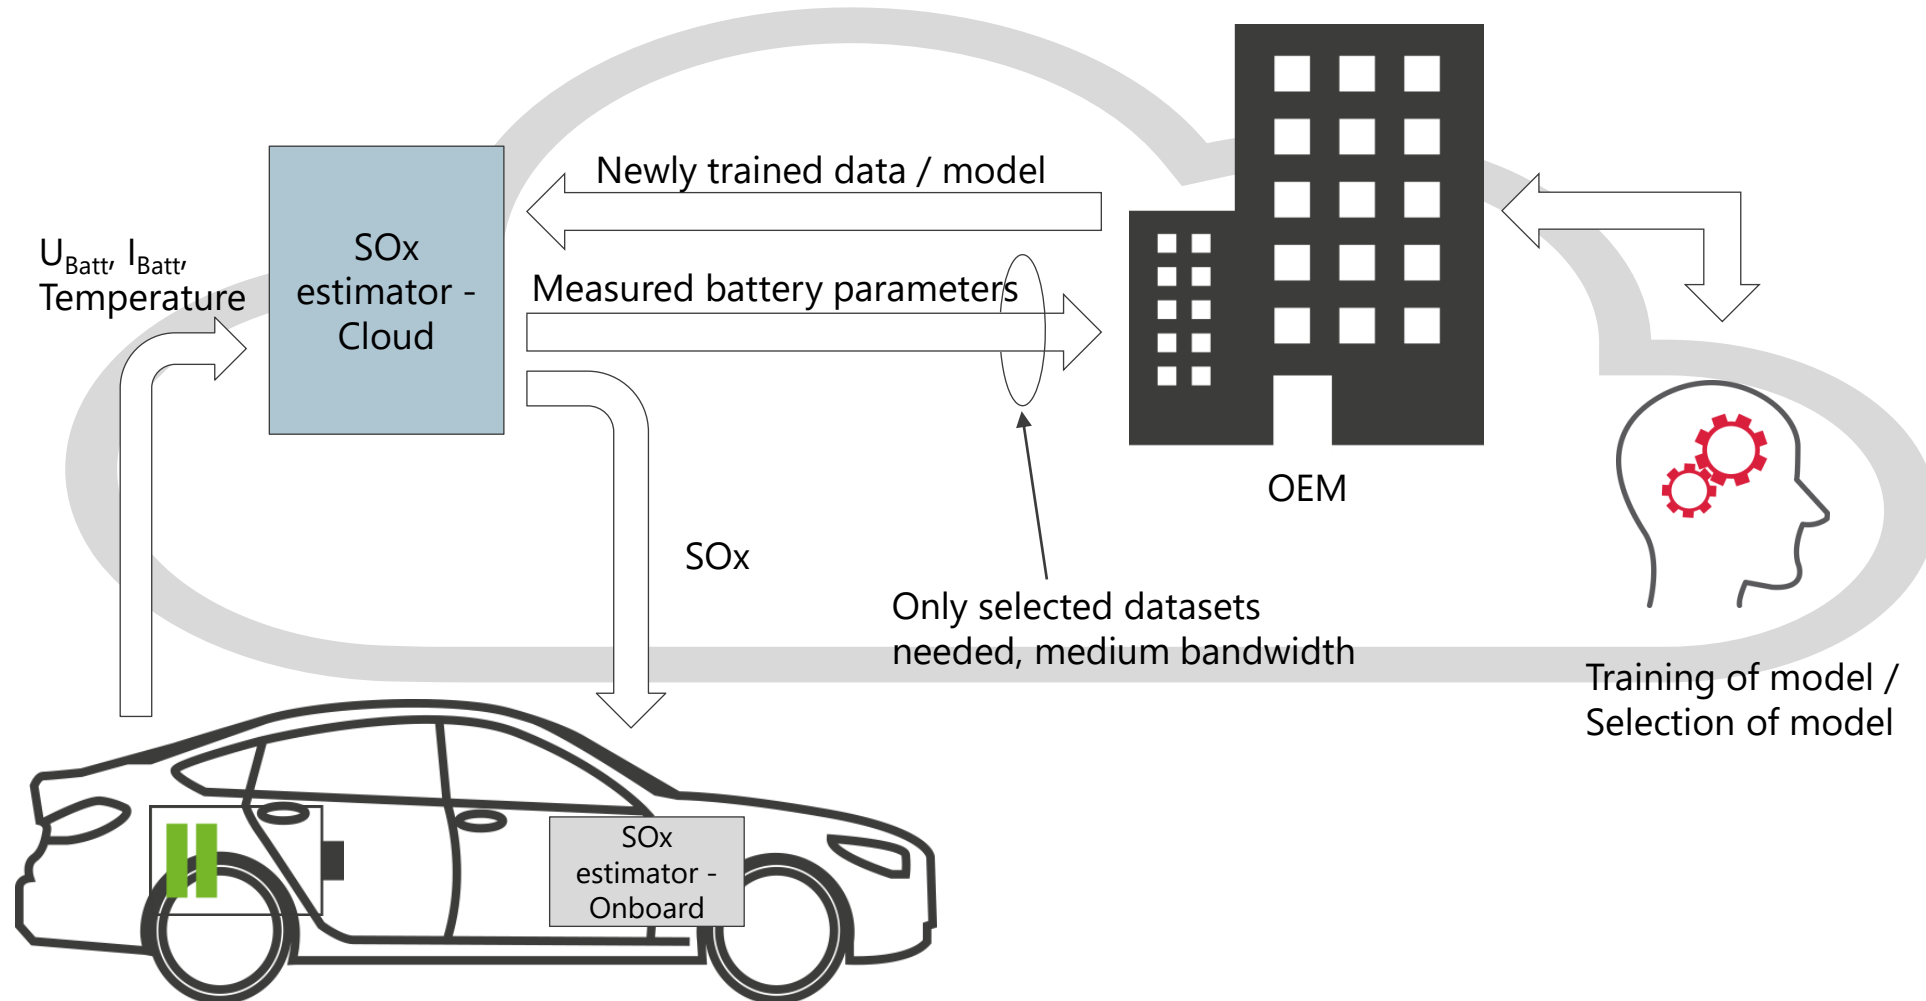 Newly trained data / model
U_Batt, I_Batt,
Temperature
SOx
estimator -
Cloud
Measured battery parameters
OEM
SOx
Only selected datasets
needed, medium bandwidth
Training of model /
Selection of model
SOx
estimator -
Onboard